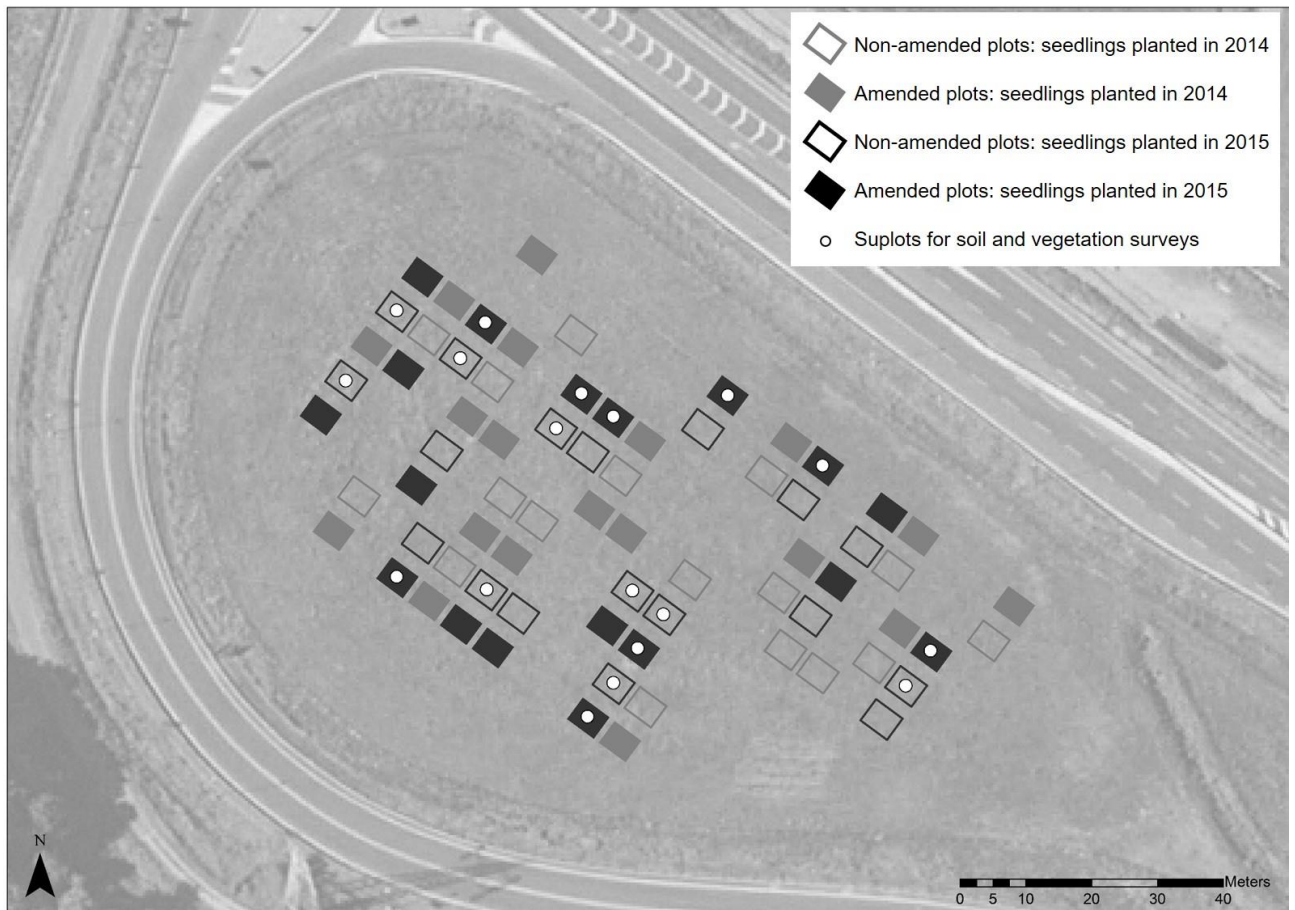 Non-amended plots: seedlings planted in 2014
Amended plots: seedlings planted in 2014
Non-amended plots: seedlings planted in 2015
Amended plots: seedlings planted in 2015
Suplots for soil and vegetation surveys
N
Meters
0 5 10 20 30 40